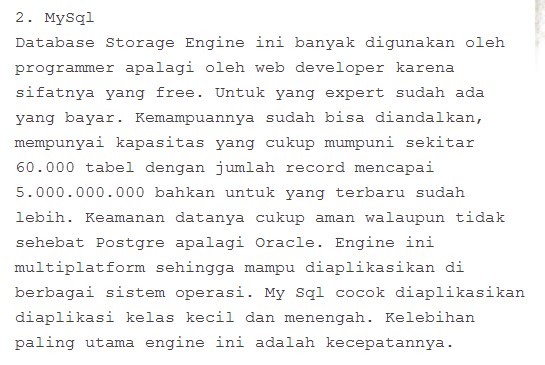 2. MySql
Database Storage Engine ini banyak digunakan oleh
programmer apalagi oleh web developer karena
sifatnya yang free. Untuk yang expert sudah ada
yang bayar. Kemampuannya sudah bisa diandalkan,
mempunyai kapasitas yang cukup mumpuni sekitar
60.000 tabel dengan jumlah record mencapai
5.000.000.000 bahkan untuk yang terbaru sudah
lebih. Keamanan datanya cukup aman walaupun tidak
sehebat Postgre apalagi Oracle. Engine ini
multiplatform sehingga mampu diaplikasikan di
berbagai sistem operasi. My Sql cocok diaplikasikan
diaplikasi kelas kecil dan menengah. Kelebihan
paling utama engine ini adalah kecepatannya.